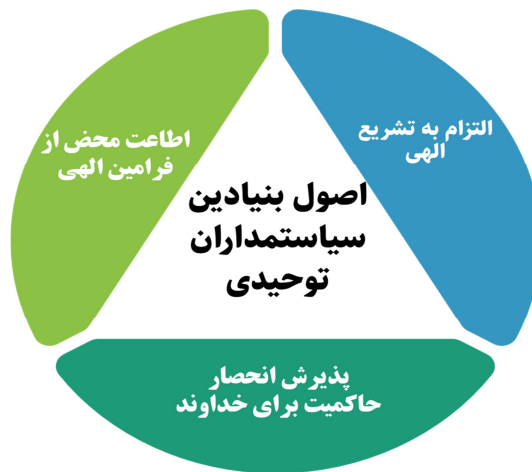 اصول بنیادین
سیاستمداران
توحیدی
التزام به تشریع
الهی
پذیرش انحصار
حاکمیت برای خداوند
اطاعت محض از
فرامین الهی